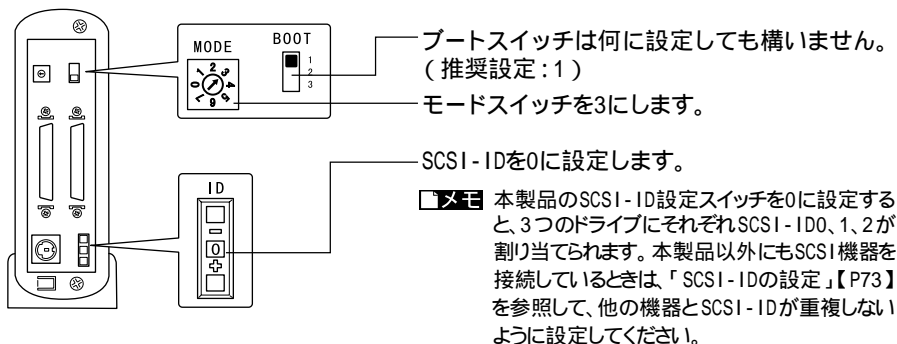 MODE
BOOT
0 1 2 3 4 5 6 7
1
2
3
ブートスイッチは何に設定しても構いません。
(推奨設定:1)
モードスイッチを3にします。
SCSI-IDを0に設定します。
ID
0
メモ 本製品のSCSI-ID設定スイッチを0に設定する
と、3つのドライブにそれぞれSCSI-ID0、1、2が
割り当てられます。本製品以外にもSCSI機器を
接続しているときは、「SCSI-IDの設定」【P73】
を参照して、他の機器とSCSI-IDが重複しない
ように設定してください。